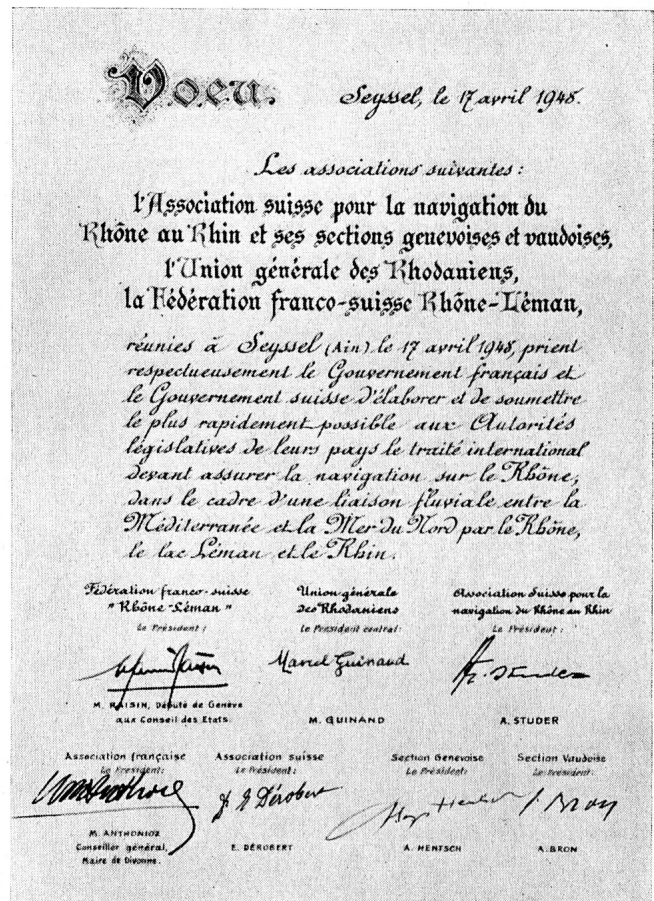 Voeu. Seyssel, le 17 avril 1948.
Les associations suivantes :
l'Association suisse pour la navigation du
Rhône au Rhin et ses sections genevoises et vaudoises,
l'Union générale des Rhodaniens,
la Fédération franco-suisse Rhône-Léman,
réunies à Seyssel (Ain) le 17 avril 1948, prient
respectueusement le Gouvernement français et
le Gouvernement suisse d'élaborer et de soumettre
le plus rapidement possible aux Autorités
législatives de leurs pays le traité international
devant assurer la navigation sur le Rhône,
dans le cadre d'une liaison fluviale entre la
Méditerranée et la Mer du Nord par le Rhône,
le lac Léman et le Rhin.
Fédération franco-suisse Union générale Association Suisse pour la
"Rhône-Léman" des Rhodaniens navigation du Rhône au Rhin
Le Président : Le Président central : Le Président :
Marcel Guinand A. Studer
M. RAISIN, Député de Genève
aux Conseil des Etats. M. GUINAND A. STUDER
Association française Association suisse Section Genevoise Section Vaudoise
Le Président: Le Président: Le Président: Le Président:
Dérobert Hentsch Bron
M. ANTHONIOZ
Conseiller général, E. DÉROBERT A. HENTSCH A. BRON
Maire de Divonne.